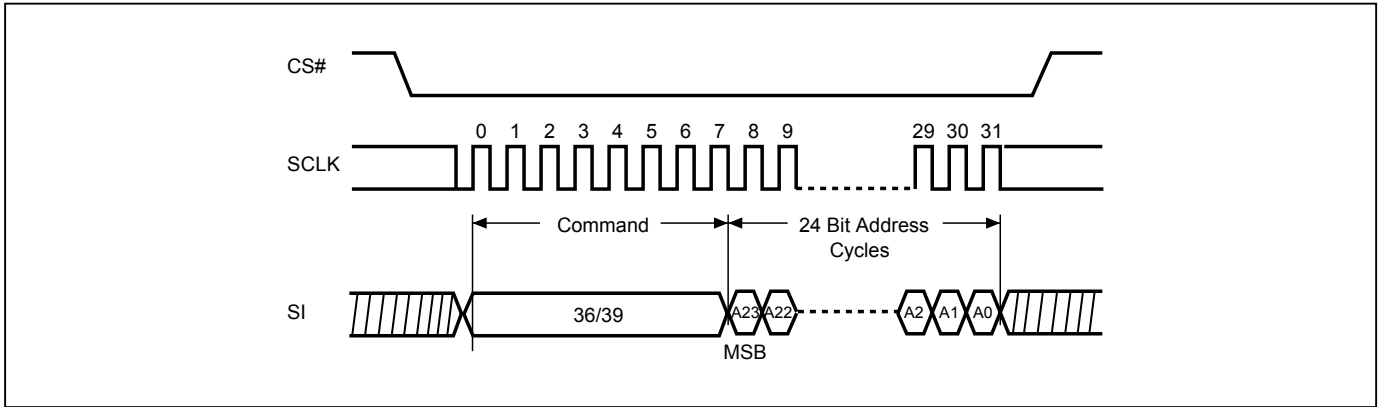 CS#
0 1 2 3 4 5 6 7 8 9 29 30 31
SCLK
Command
24 Bit Address
Cycles
SI
36/39
A23 A22 A2 A1 A0
MSB